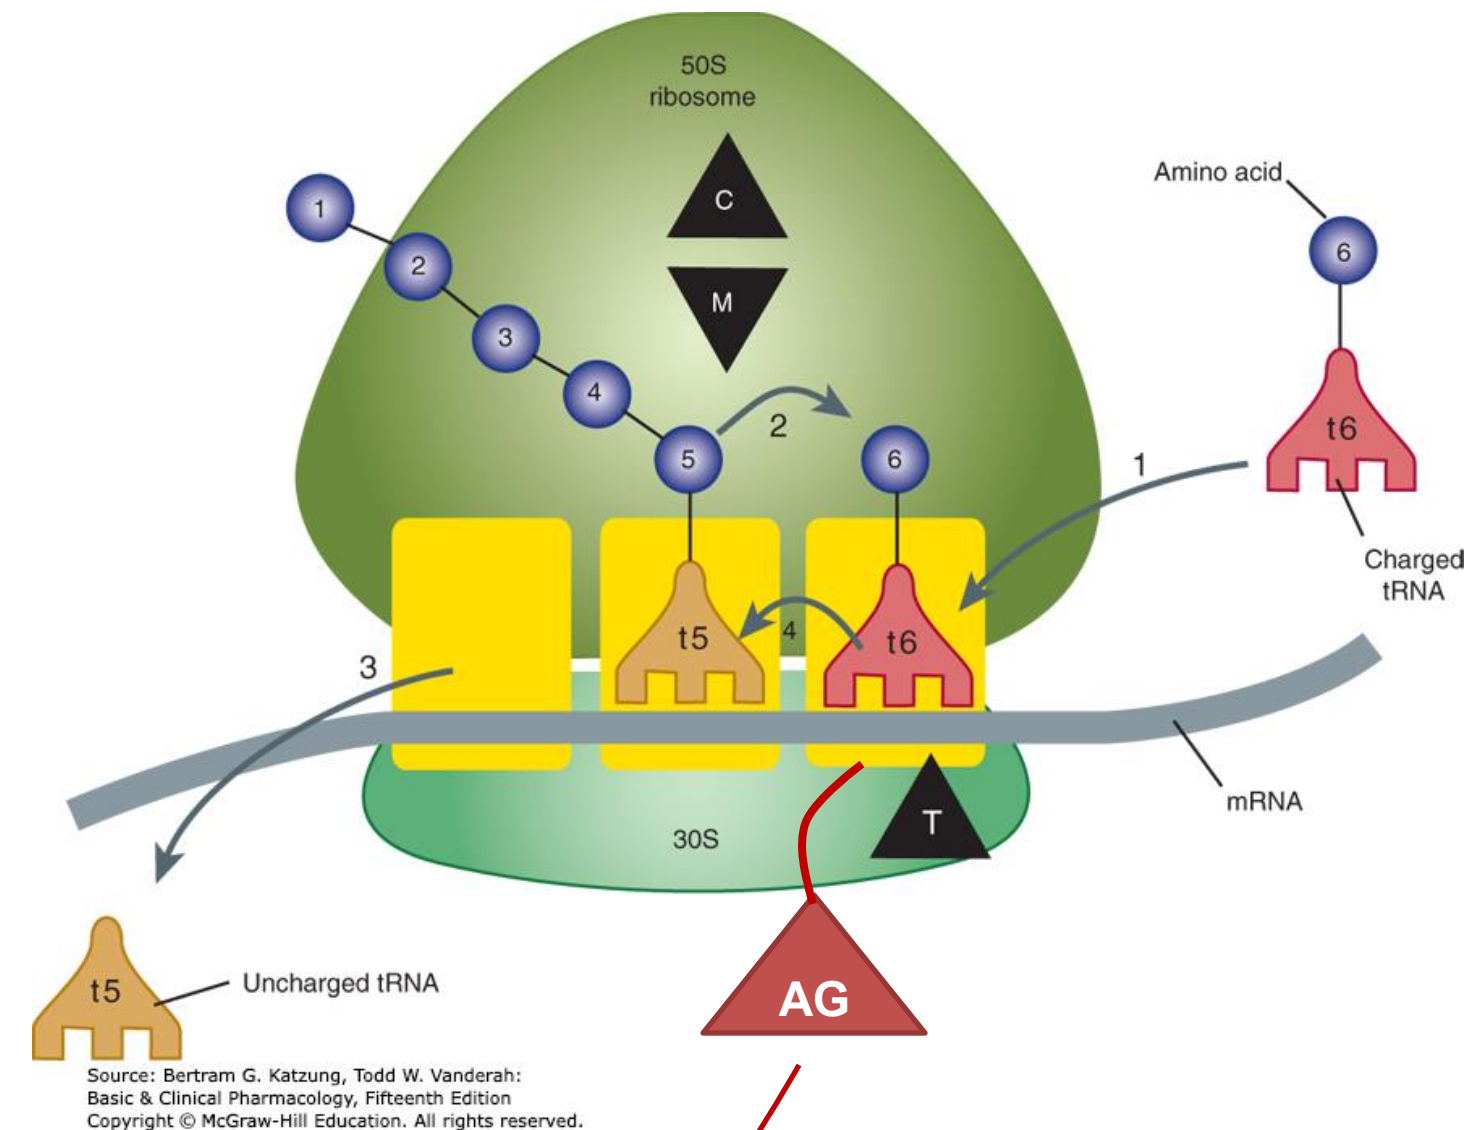 50S
ribosome
C
M
Amino acid
1
2
3
4
5
6
6
2
t6
1
Charged
tRNA
t5
4
t6
3
mRNA
T
30S
AG
t5
Uncharged tRNA
Source: Bertram G. Katzung, Todd W. Vanderah:
Basic & Clinical Pharmacology, Fifteenth Edition
Copyright © McGraw-Hill Education. All rights reserved.